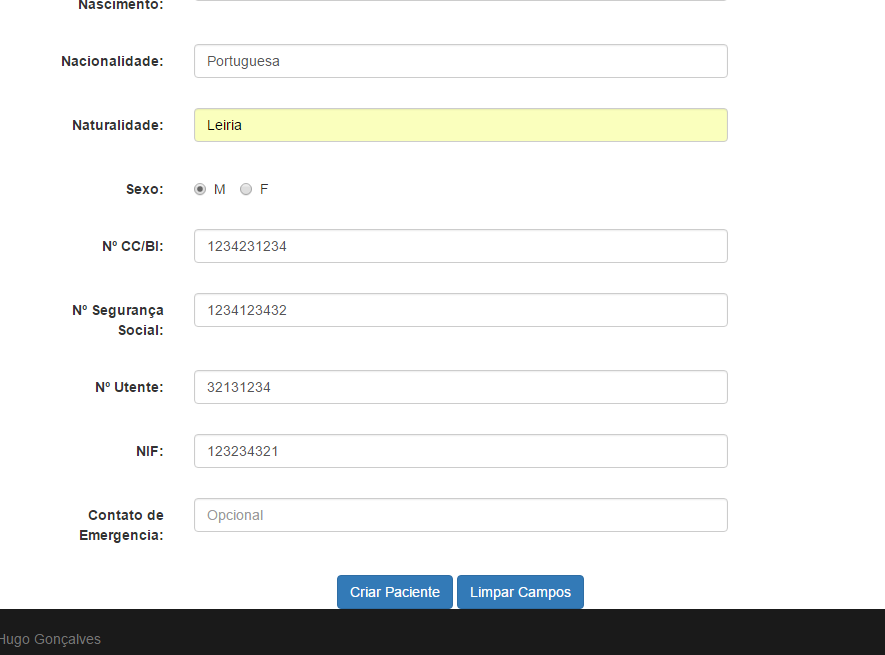 Nascimento:
Nacionalidade: Portuguesa
Naturalidade: Leiria
Sexo: M F
Nº CC/BI: 1234231234
Nº Segurança 1234123432
Social:
Nº Utente: 32131234
NIF: 123234321
Contato de Opcional
Emergencia:
Criar Paciente Limpar Campos
Hugo Gonçalves